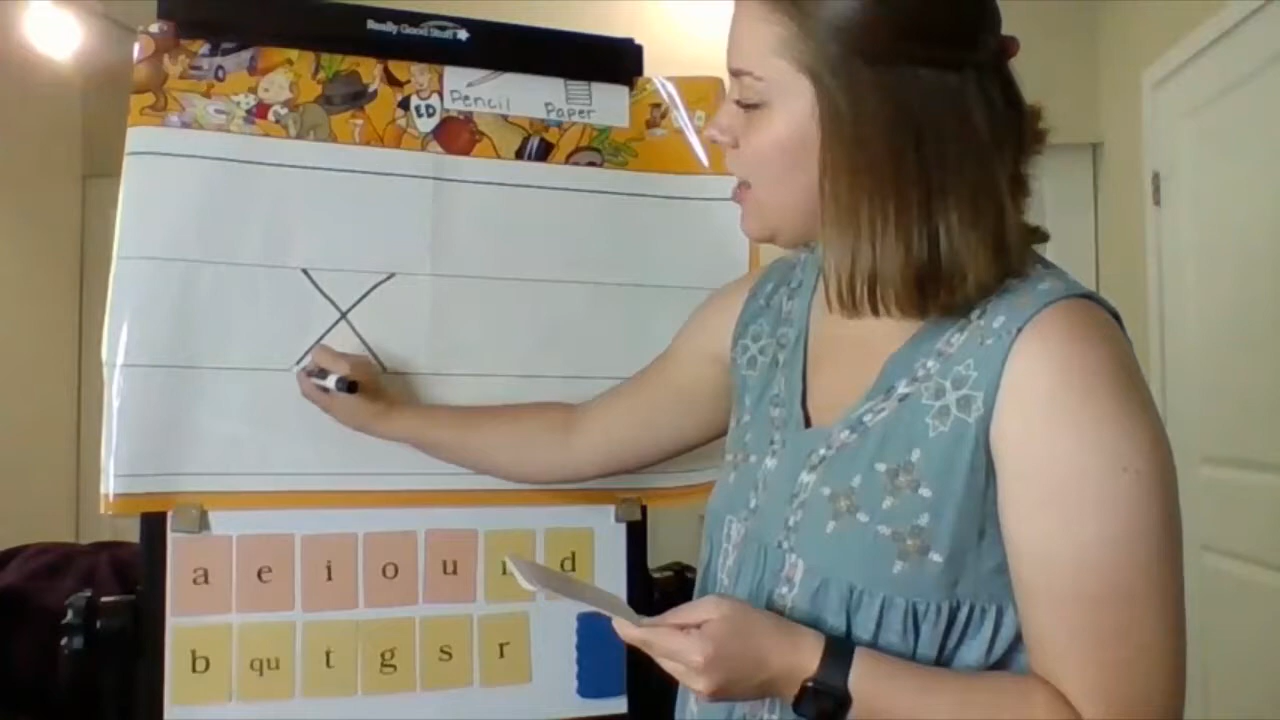 Really Good Stuff
ED
Pencil
Paper
x
a e i o u d
b qu t g s r